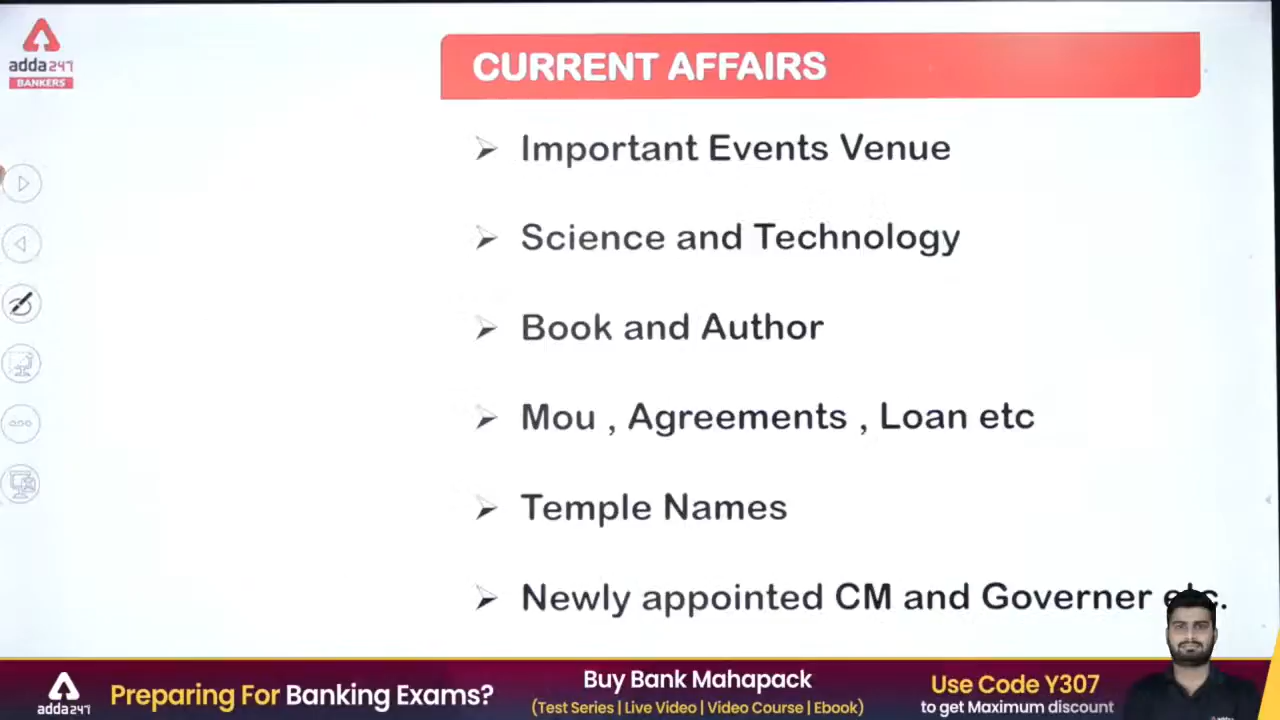 adda247
BANKERS
CURRENT AFFAIRS
Important Events Venue
Science and Technology
Book and Author
Mou , Agreements , Loan etc
Temple Names
Newly appointed CM and Governer etc.
adda247
Preparing For Banking Exams?
Buy Bank Mahapack
(Test Series | Live Video | Video Course | Ebook)
Use Code Y307
to get Maximum discount